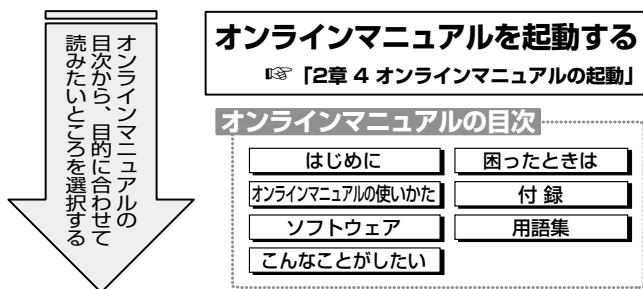 オンラインマニュアルの
目次から、目的に合わせて
読みたいところを選択する
オンラインマニュアルを起動する
☞「2章 4 オンラインマニュアルの起動」
オンラインマニュアルの目次
はじめに
オンラインマニュアルの使いかた
ソフトウェア
こんなことがしたい
困ったときは
付 録
用語集